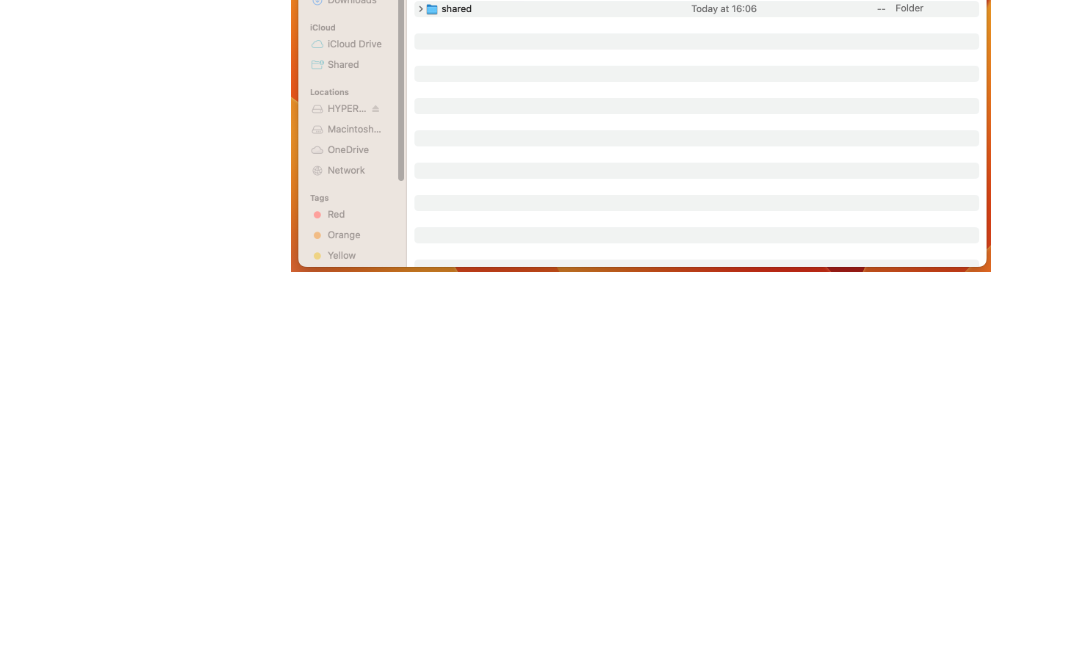 Downloads
shared Today at 16:06 -- Folder
iCloud
iCloud Drive
Shared
Locations
HYPER...
Macintosh...
OneDrive
Network
Tags
Red
Orange
Yellow